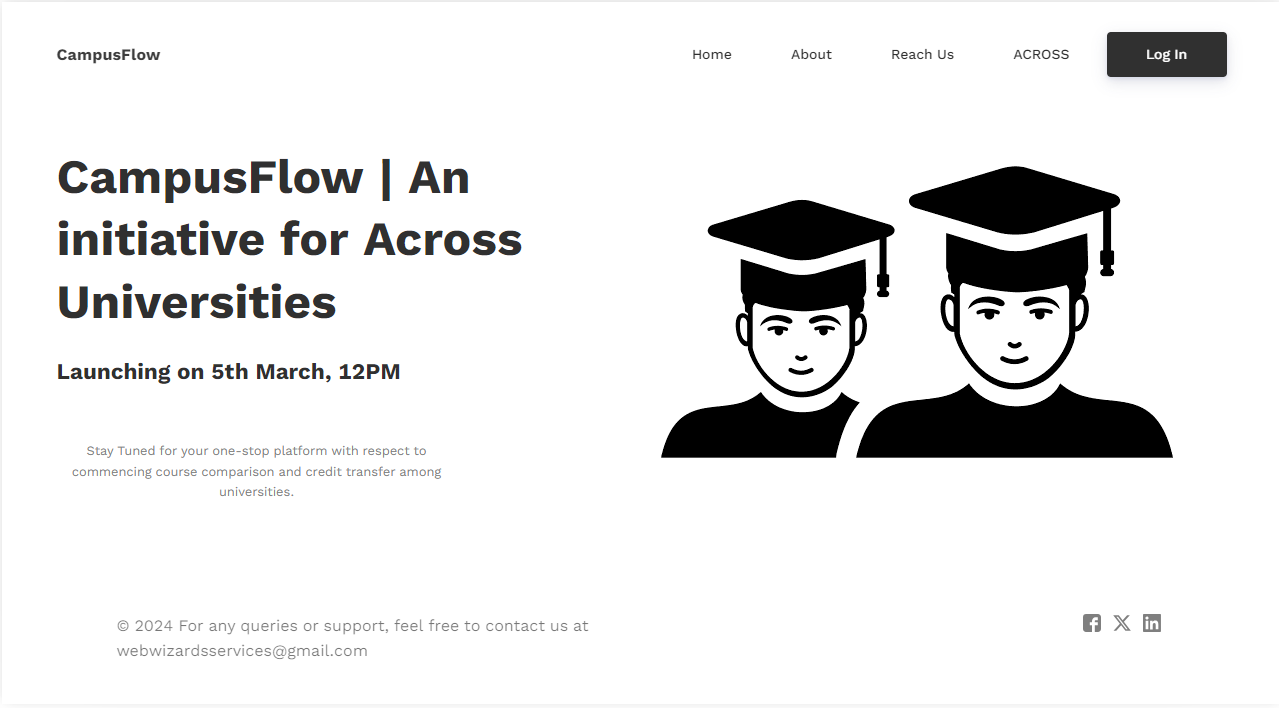 CampusFlow
Home
About
Reach Us
ACROSS
Log In
CampusFlow | An
initiative for Across
Universities
Launching on 5th March, 12PM
Stay Tuned for your one-stop platform with respect to
commencing course comparison and credit transfer among
universities.
© 2024 For any queries or support, feel free to contact us at
webwizardsservices@gmail.com